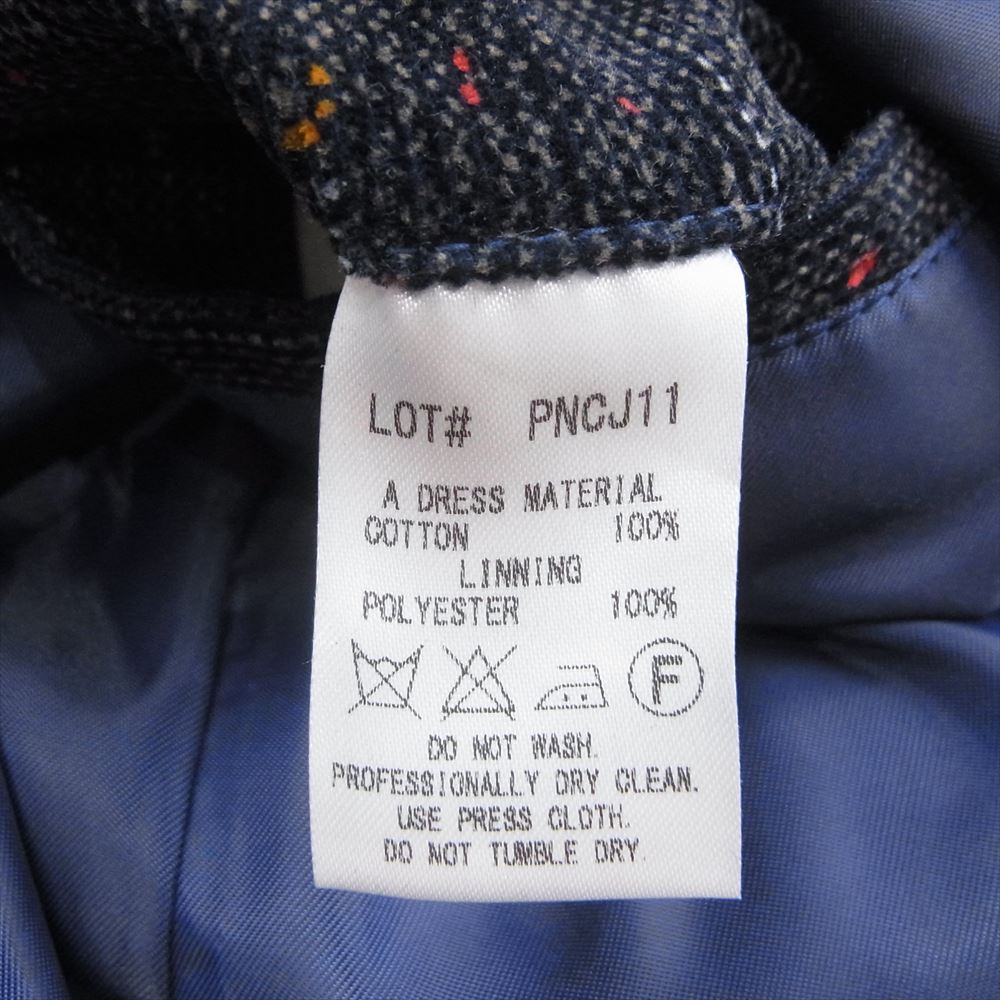 LOT# PNCJ11
A DRESS MATERIAL
COTTON 100%
LINNING
POLYESTER 100%
F
DO NOT WASH.
PROFESSIONALLY DRY CLEAN.
USE PRESS CLOTH.
DO NOT TUMBLE DRY.